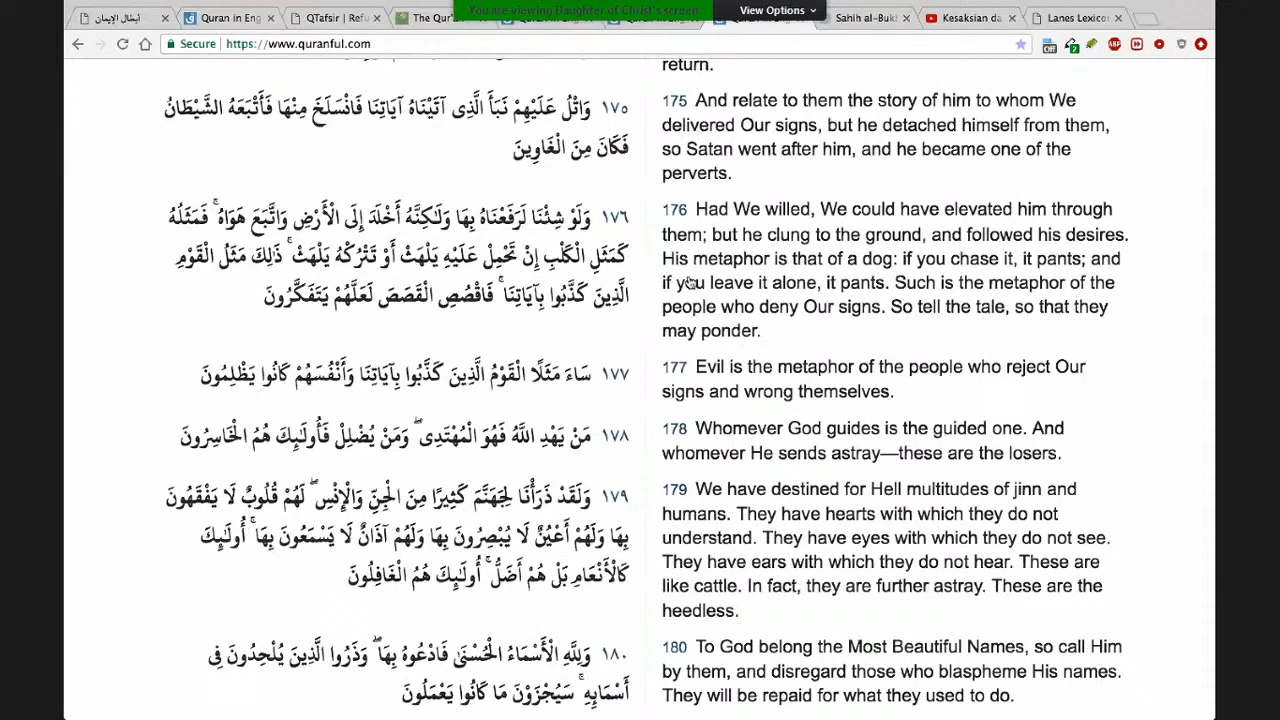 You are viewing Daughter of Christ's screen
View Options
أبطال الإيمان
Quran in Eng
QTafsir | Refu
The Qur'an
Sahih al-Buk
Kesaksian da
Lanes Lexico
Secure
https://www.quranful.com
return.
١٧٥ وَاتْلُ عَلَيْهِمْ نَبَأَ الَّذِي آتَيْنَاهُ آيَاتِنَا فَانْسَلَخَ مِنْهَا فَأَتْبَعَهُ الشَّيْطَانُ
فَكَانَ مِنَ الْغَاوِينَ
175 And relate to them the story of him to whom We
delivered Our signs, but he detached himself from them,
so Satan went after him, and he became one of the
perverts.
١٧٦ وَلَوْ شِئْنَا لَرَفَعْنَاهُ بِهَا وَلَٰكِنَّهُ أَخْلَدَ إِلَى الْأَرْضِ وَاتَّبَعَ هَوَاهُ ۚ فَمَثَلُهُ
كَمَثَلِ الْكَلْبِ إِنْ تَحْمِلْ عَلَيْهِ يَلْهَثْ أَوْ تَتْرُكْهُ يَلْهَثْ ۚ ذَٰلِكَ مَثَلُ الْقَوْمِ
الَّذِينَ كَذَّبُوا بِآيَاتِنَا ۚ فَاقْصُصِ الْقَصَصَ لَعَلَّهُمْ يَتَفَكَّرُونَ
176 Had We willed, We could have elevated him through
them; but he clung to the ground, and followed his desires.
His metaphor is that of a dog: if you chase it, it pants; and
if you leave it alone, it pants. Such is the metaphor of the
people who deny Our signs. So tell the tale, so that they
may ponder.
١٧٧ سَاءَ مَثَلًا الْقَوْمُ الَّذِينَ كَذَّبُوا بِآيَاتِنَا وَأَنْفُسَهُمْ كَانُوا يَظْلِمُونَ
177 Evil is the metaphor of the people who reject Our
signs and wrong themselves.
١٧٨ مَنْ يَهْدِ اللَّهُ فَهُوَ الْمُهْتَدِي ۖ وَمَنْ يُضْلِلْ فَأُولَٰئِكَ هُمُ الْخَاسِرُونَ
178 Whomever God guides is the guided one. And
whomever He sends astray—these are the losers.
١٧٩ وَلَقَدْ ذَرَأْنَا لِجَهَنَّمَ كَثِيرًا مِنَ الْجِنِّ وَالْإِنْسِ ۖ لَهُمْ قُلُوبٌ لَا يَفْقَهُونَ
بِهَا وَلَهُمْ أَعْيُنٌ لَا يُبْصِرُونَ بِهَا وَلَهُمْ آذَانٌ لَا يَسْمَعُونَ بِهَا ۚ أُولَٰئِكَ
كَالْأَنْعَامِ بَلْ هُمْ أَضَلُّ ۚ أُولَٰئِكَ هُمُ الْغَافِلُونَ
179 We have destined for Hell multitudes of jinn and
humans. They have hearts with which they do not
understand. They have eyes with which they do not see.
They have ears with which they do not hear. These are
like cattle. In fact, they are further astray. These are the
heedless.
١٨٠ وَلِلَّهِ الْأَسْمَاءُ الْحُسْنَىٰ فَادْعُوهُ بِهَا ۖ وَذَرُوا الَّذِينَ يُلْحِدُونَ فِي
أَسْمَائِهِ ۚ سَيُجْزَوْنَ مَا كَانُوا يَعْمَلُونَ
180 To God belong the Most Beautiful Names, so call Him
by them, and disregard those who blaspheme His names.
They will be repaid for what they used to do.